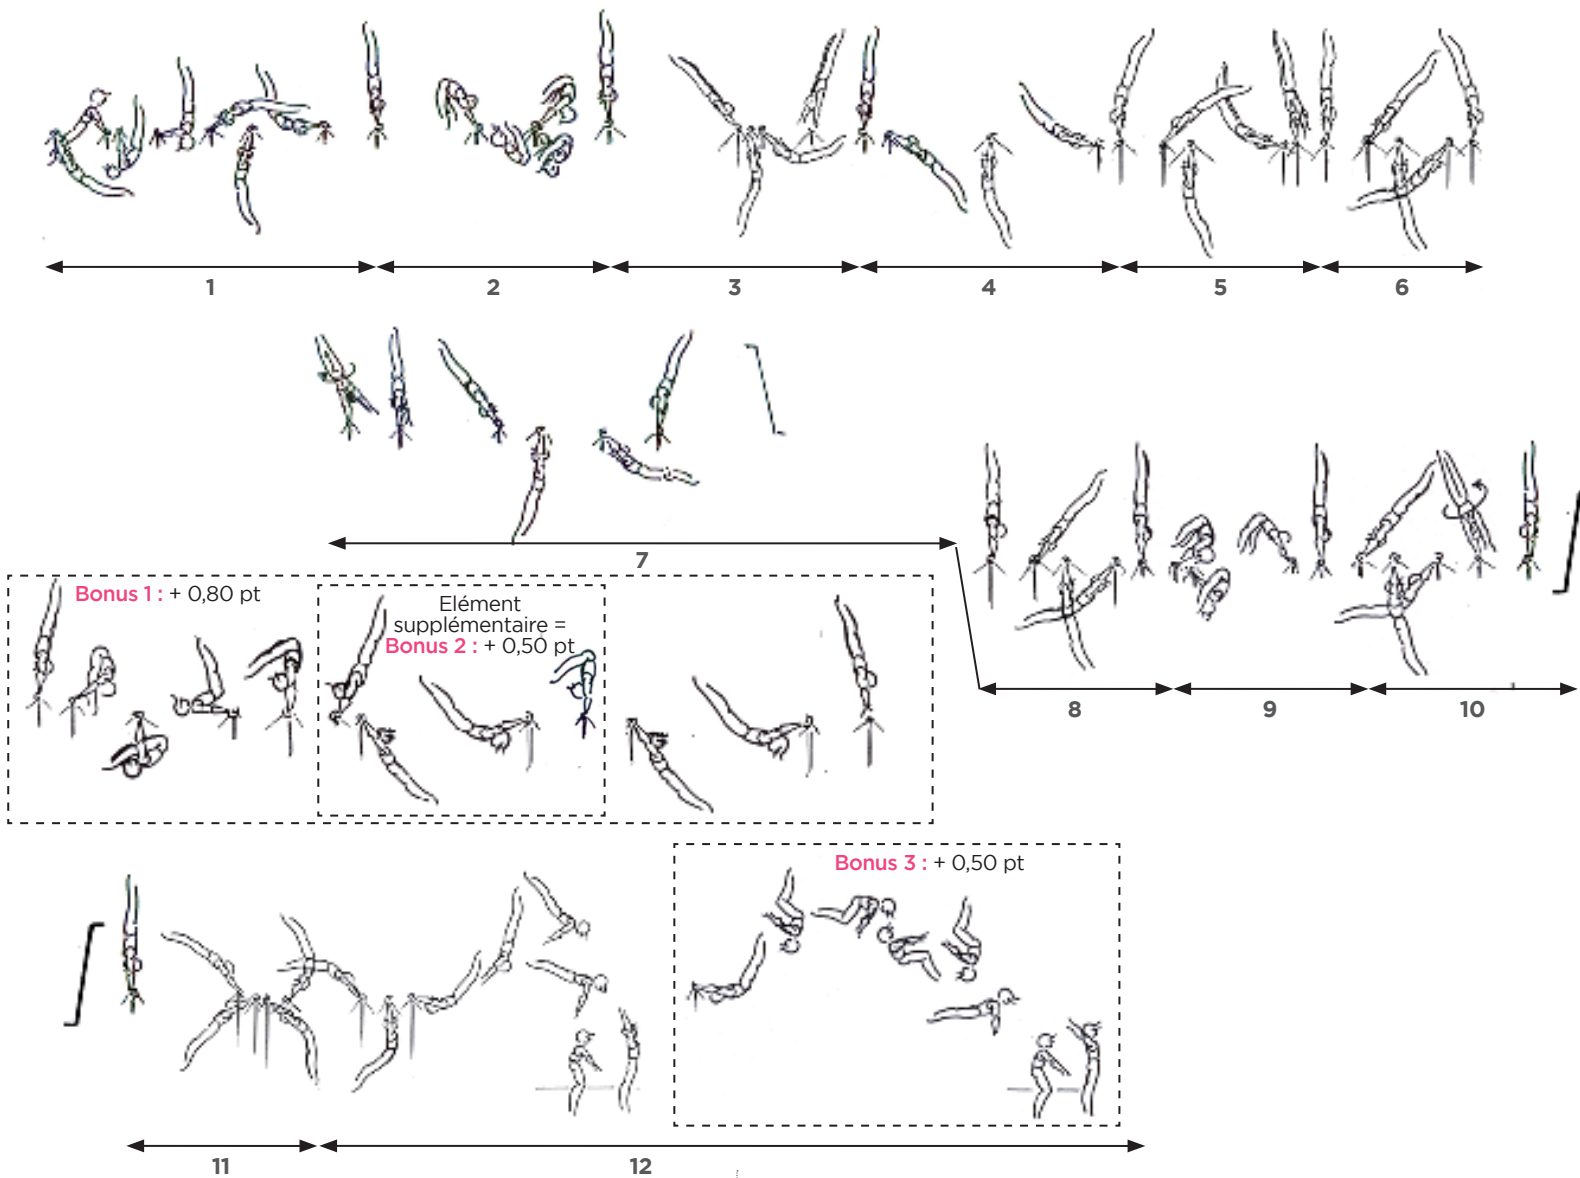 1 2 3 4 5 6
7
8 9 10
Bonus 1 : + 0,80 pt
Elément
supplémentaire =
Bonus 2 : + 0,50 pt
Bonus 3 : + 0,50 pt
11 12